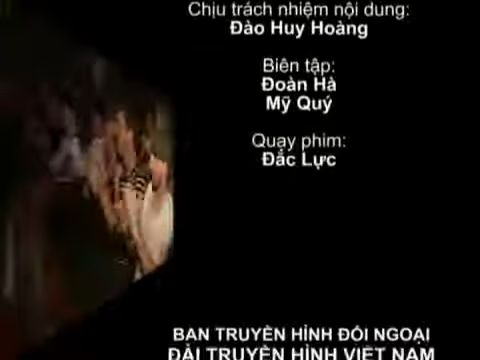 Chịu trách nhiệm nội dung:
Đào Huy Hoàng
Biên tập:
Đoàn Hà
Mỹ Quý
Quay phim:
Đắc Lực
BAN TRUYỀN HÌNH ĐỐI NGOẠI
ĐÀI TRUYỀN HÌNH VIỆT NAM